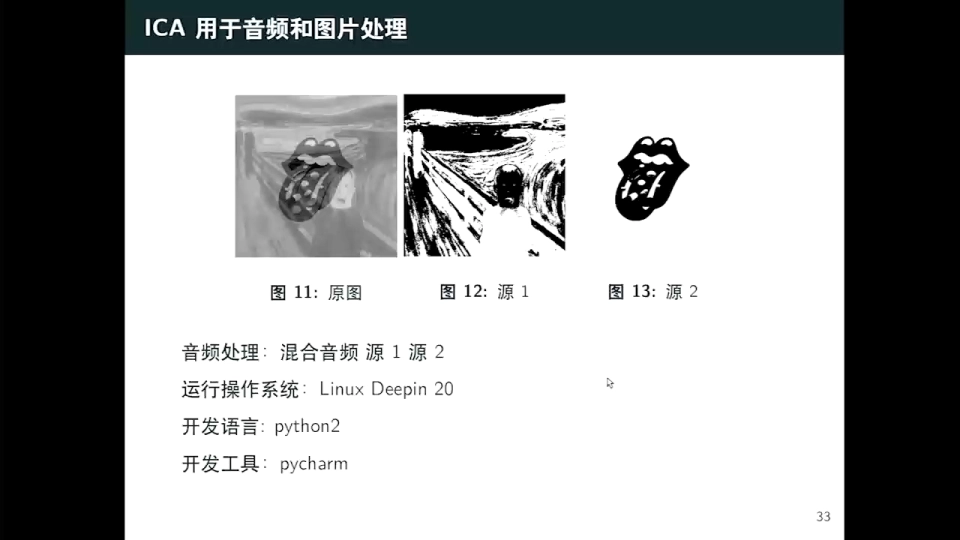 ICA 用于音频和图片处理
图 11: 原图
图 12: 源 1
图 13: 源 2
音频处理: 混合音频 源 1 源 2
运行操作系统: Linux Deepin 20
开发语言: python2
开发工具: pycharm
33